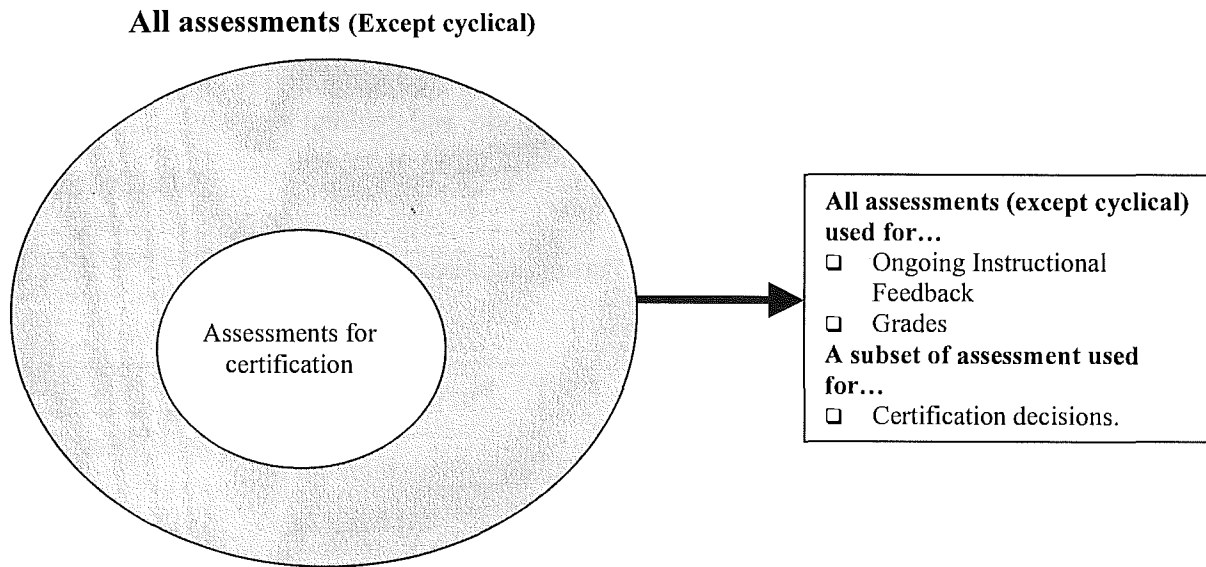 All assessments (Except cyclical)
Assessments for
certification
All assessments (except cyclical)
used for…
❑ Ongoing Instructional
Feedback
❑ Grades
A subset of assessment used
for…
❑ Certification decisions.